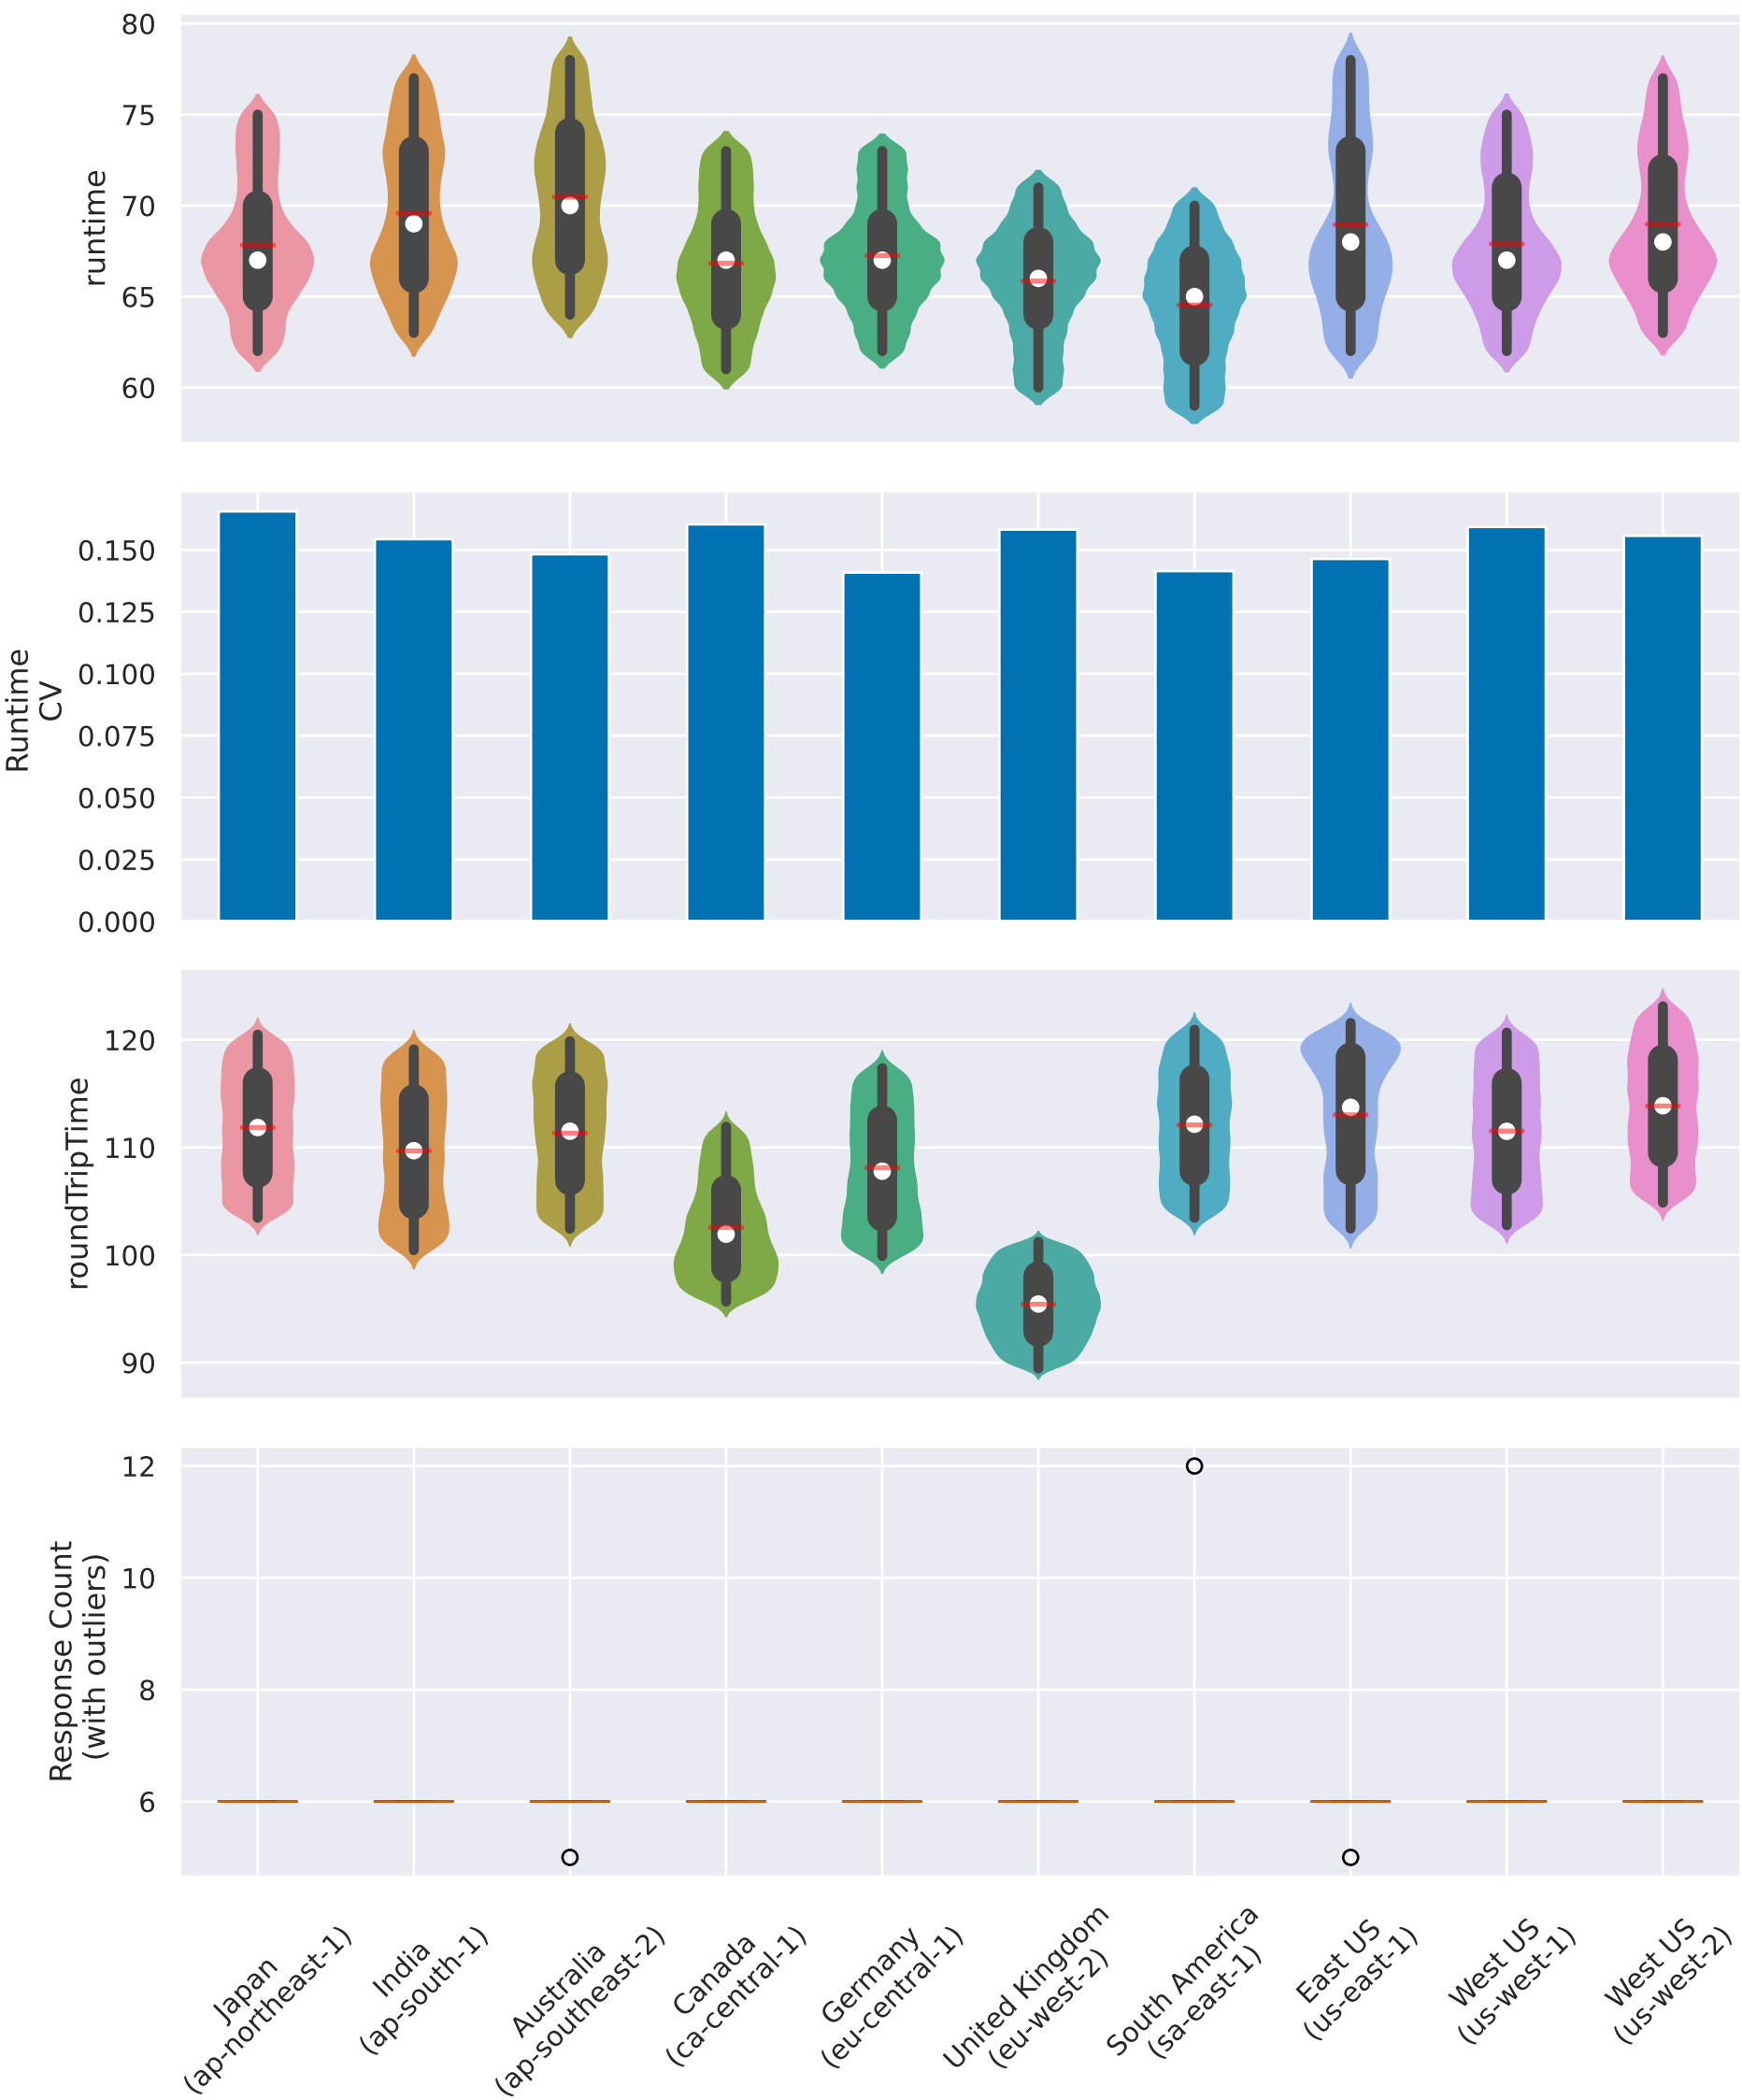 80
75
70
65
60
runtime
0.150
0.125
0.100
0.075
0.050
0.025
0.000
Runtime
CV
120
110
100
90
roundTripTime
12
10
8
6
Response Count
(with outliers)
Japan
(ap-northeast-1)
India
(ap-south-1)
Australia
(ap-southeast-2)
Canada
(ca-central-1)
Germany
(eu-central-1)
United Kingdom
(eu-west-2)
South America
(sa-east-1)
East US
(us-east-1)
West US
(us-west-1)
West US
(us-west-2)